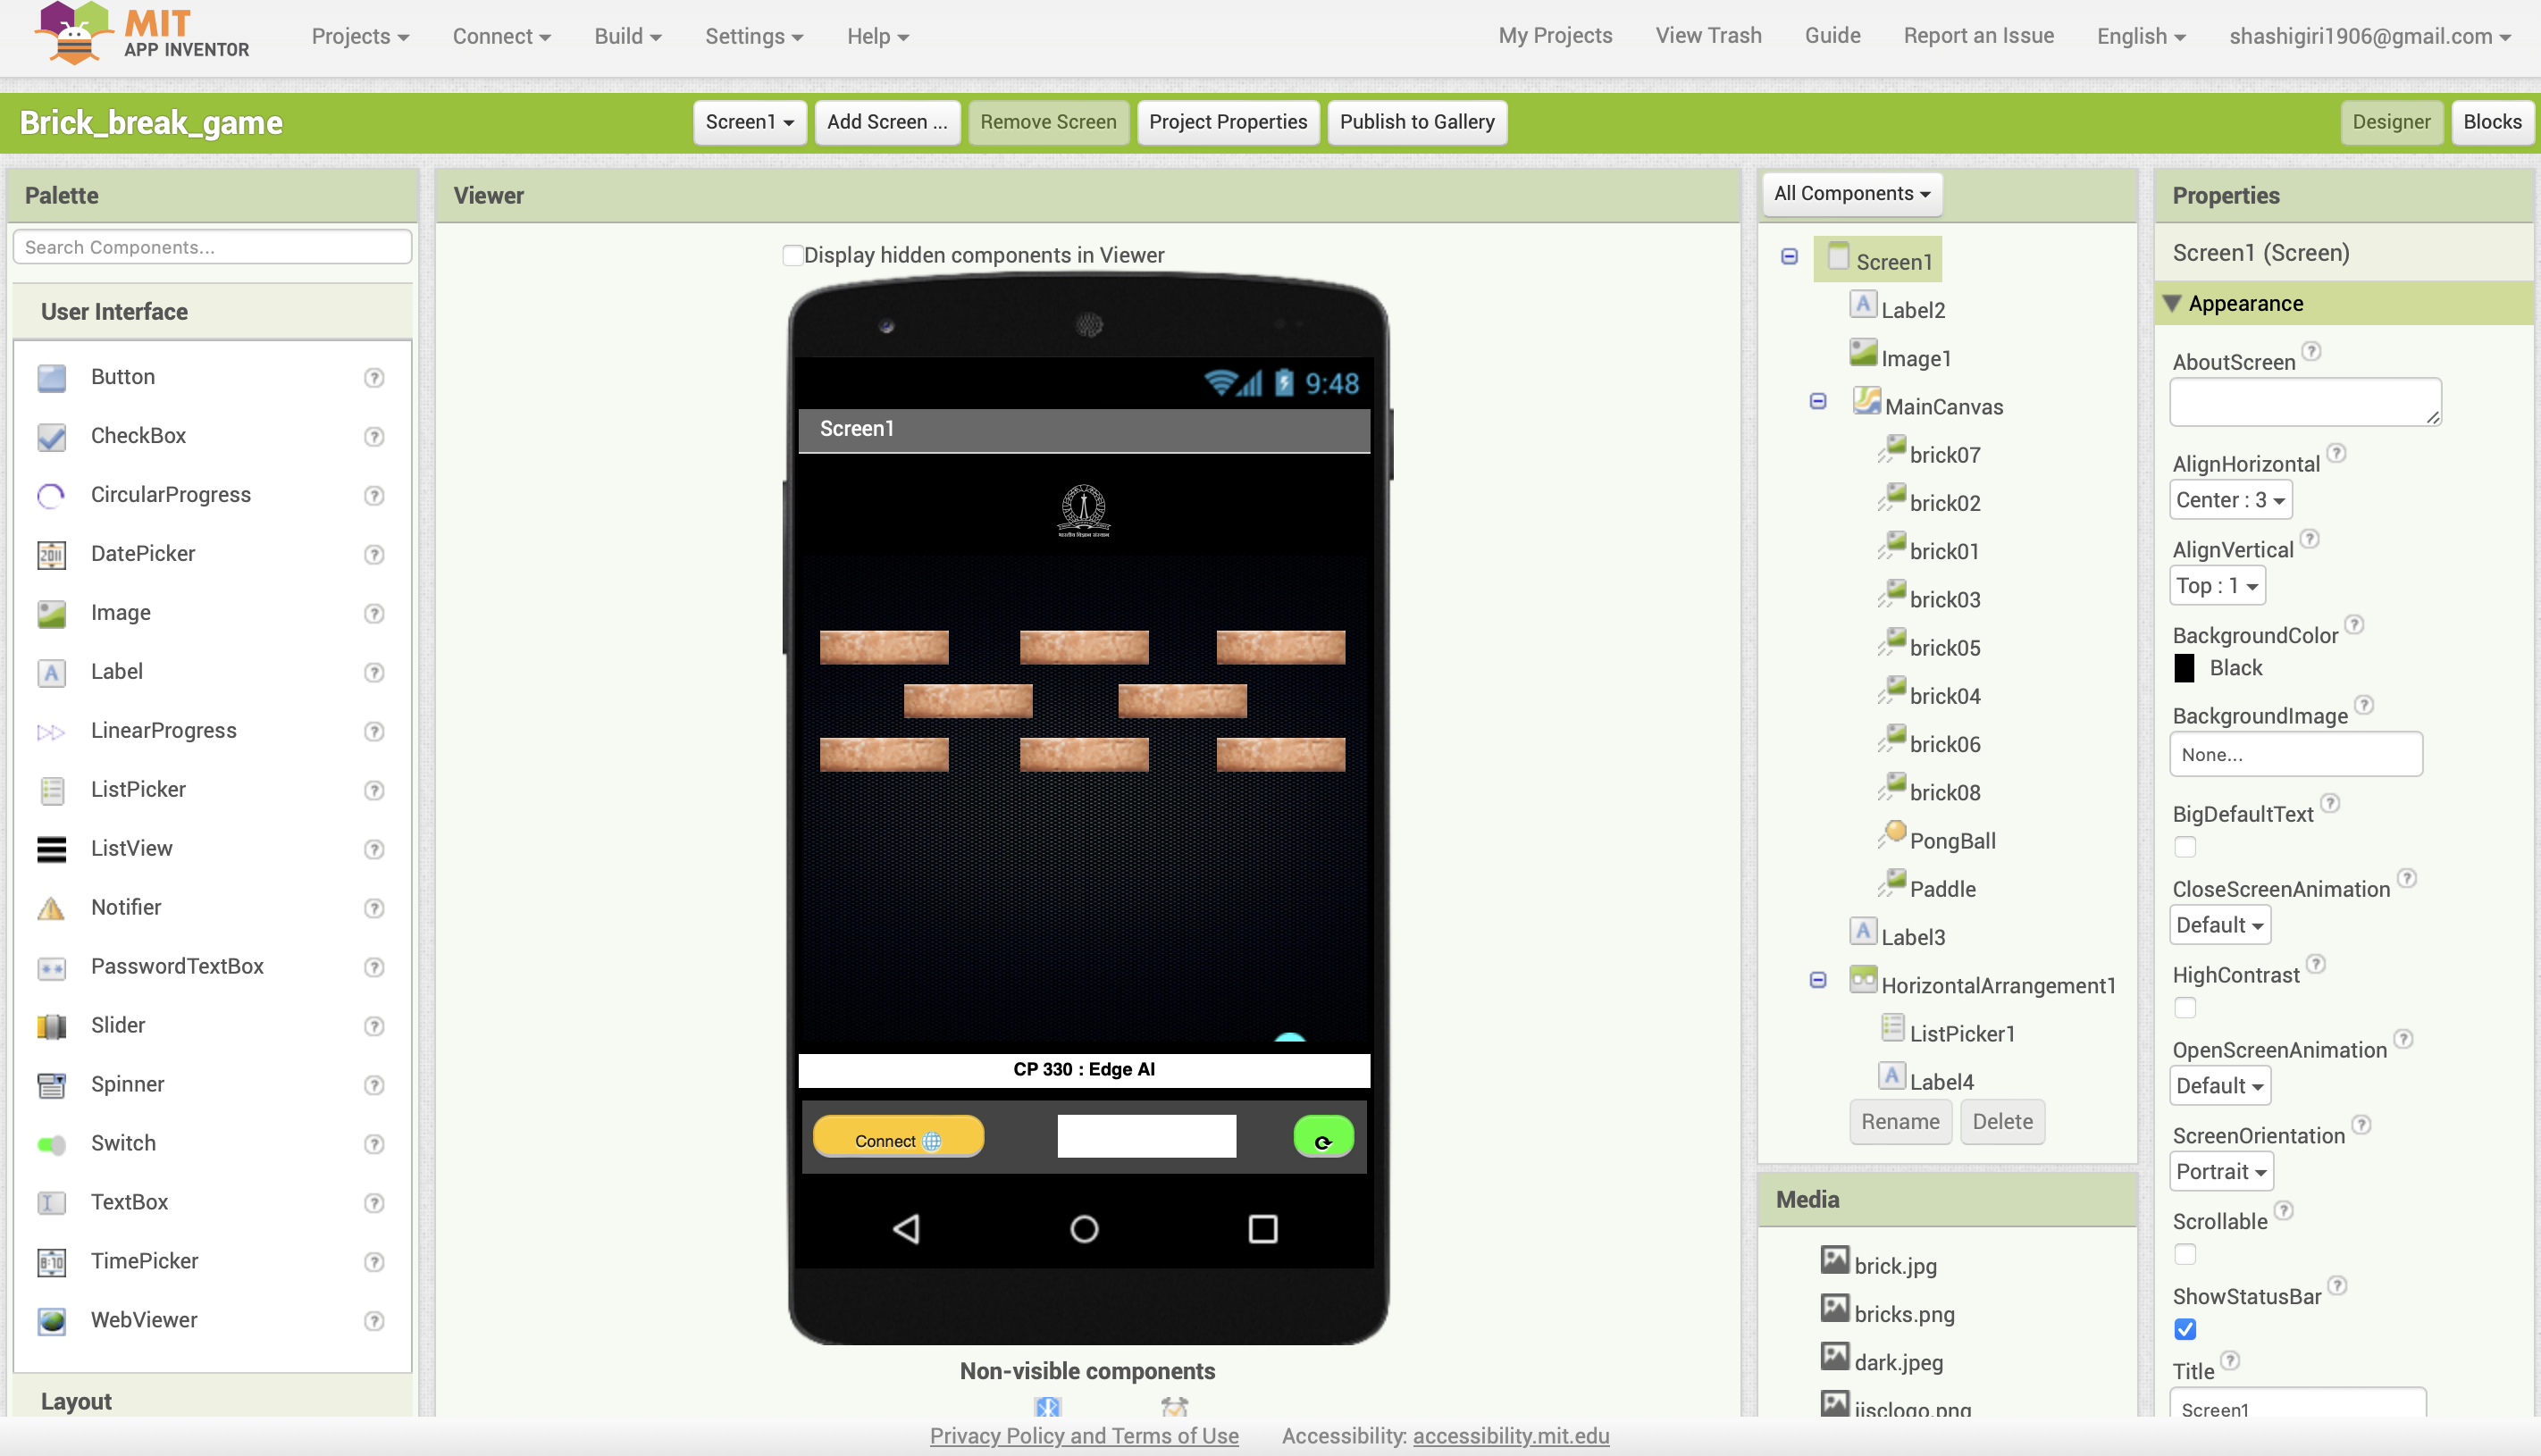 MIT
APP INVENTOR
Projects
Connect
Build
Settings
Help
My Projects
View Trash
Guide
Report an Issue
English
shashigiri1906@gmail.com
Brick_break_game
Screen1
Add Screen ...
Remove Screen
Project Properties
Publish to Gallery
Designer
Blocks
Palette
Search Components...
User Interface
Button ?
CheckBox ?
CircularProgress ?
DatePicker ?
Image ?
Label ?
LinearProgress ?
ListPicker ?
ListView ?
Notifier ?
PasswordTextBox ?
Slider ?
Spinner ?
Switch ?
TextBox ?
TimePicker ?
WebViewer ?
Layout
Viewer
Display hidden components in Viewer
9:48
Screen1
भारतीय विज्ञान संस्थान
CP 330 : Edge AI
Connect
Non-visible components
All Components
Screen1
Label2
Image1
MainCanvas
brick07
brick02
brick01
brick03
brick05
brick04
brick06
brick08
PongBall
Paddle
Label3
HorizontalArrangement1
ListPicker1
Label4
Rename
Delete
Media
brick.jpg
bricks.png
dark.jpeg
iisclogo.png
Properties
Screen1 (Screen)
Appearance
AboutScreen ?
AlignHorizontal ?
Center : 3
AlignVertical ?
Top : 1
BackgroundColor ?
Black
BackgroundImage ?
None...
BigDefaultText ?
CloseScreenAnimation ?
Default
HighContrast ?
OpenScreenAnimation ?
Default
ScreenOrientation ?
Portrait
Scrollable ?
ShowStatusBar ?
Title ?
Screen1
Privacy Policy and Terms of Use
Accessibility: accessibility.mit.edu